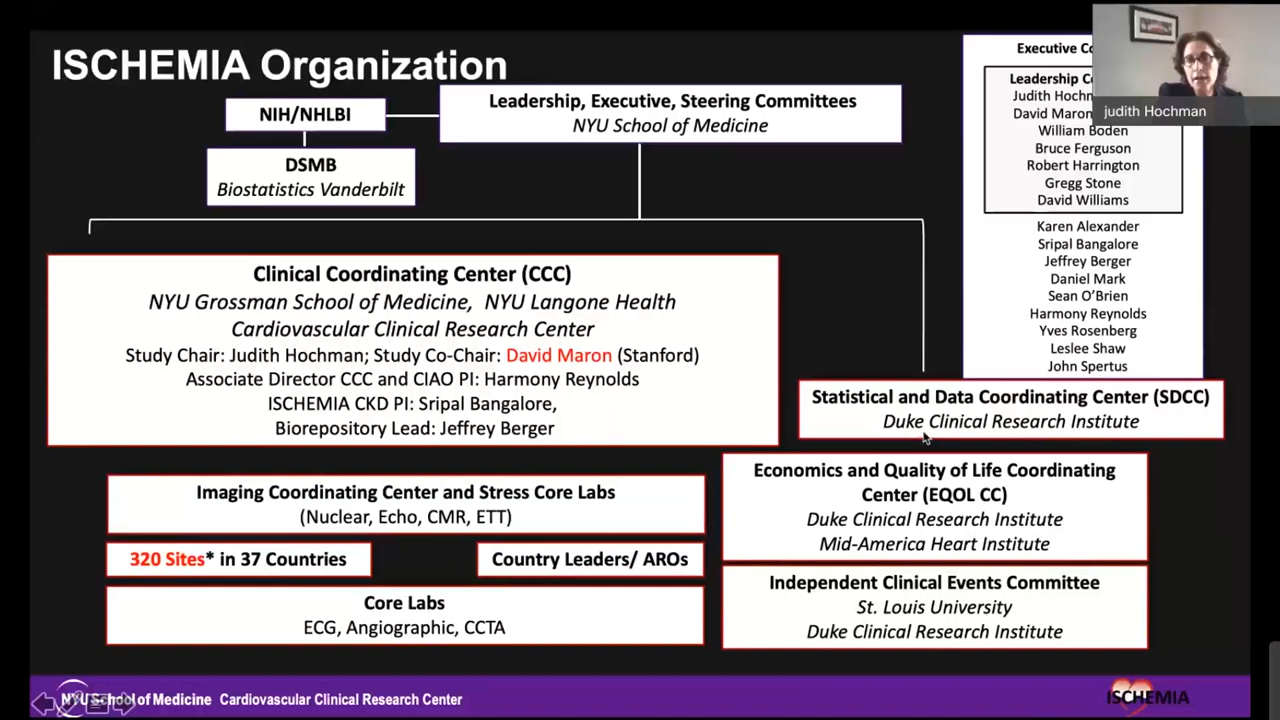 ISCHEMIA Organization
NIH/NHLBI
Leadership, Executive, Steering Committees
NYU School of Medicine
DSMB
Biostatistics Vanderbilt
Executive
Leadership
Judith
David Maron
William Boden
Bruce Ferguson
Robert Harrington
Gregg Stone
David Williams
Karen Alexander
Sripal Bangalore
Jeffrey Berger
Daniel Mark
Sean O'Brien
Harmony Reynolds
Yves Rosenberg
Leslee Shaw
John Spertus
judith Hochman
Clinical Coordinating Center (CCC)
NYU Grossman School of Medicine, NYU Langone Health
Cardiovascular Clinical Research Center
Study Chair: Judith Hochman; Study Co-Chair: David Maron (Stanford)
Associate Director CCC and CIAO PI: Harmony Reynolds
ISCHEMIA CKD PI: Sripal Bangalore,
Biorepository Lead: Jeffrey Berger
Statistical and Data Coordinating Center (SDCC)
Duke Clinical Research Institute
Imaging Coordinating Center and Stress Core Labs
(Nuclear, Echo, CMR, ETT)
320 Sites* in 37 Countries
Country Leaders/ AROs
Core Labs
ECG, Angiographic, CCTA
Economics and Quality of Life Coordinating
Center (EQOL CC)
Duke Clinical Research Institute
Mid-America Heart Institute
Independent Clinical Events Committee
St. Louis University
Duke Clinical Research Institute
NYU School of Medicine Cardiovascular Clinical Research Center
ISCHEMIA